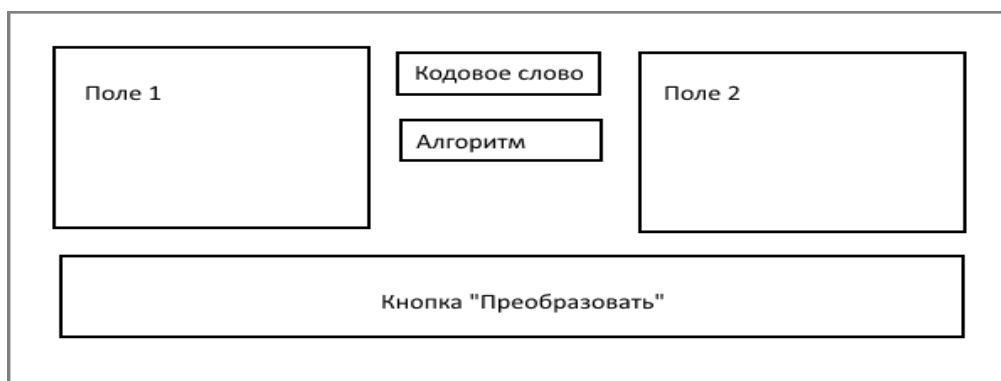 Поле 1
Кодовое слово
Алгоритм
Поле 2
Кнопка "Преобразовать"